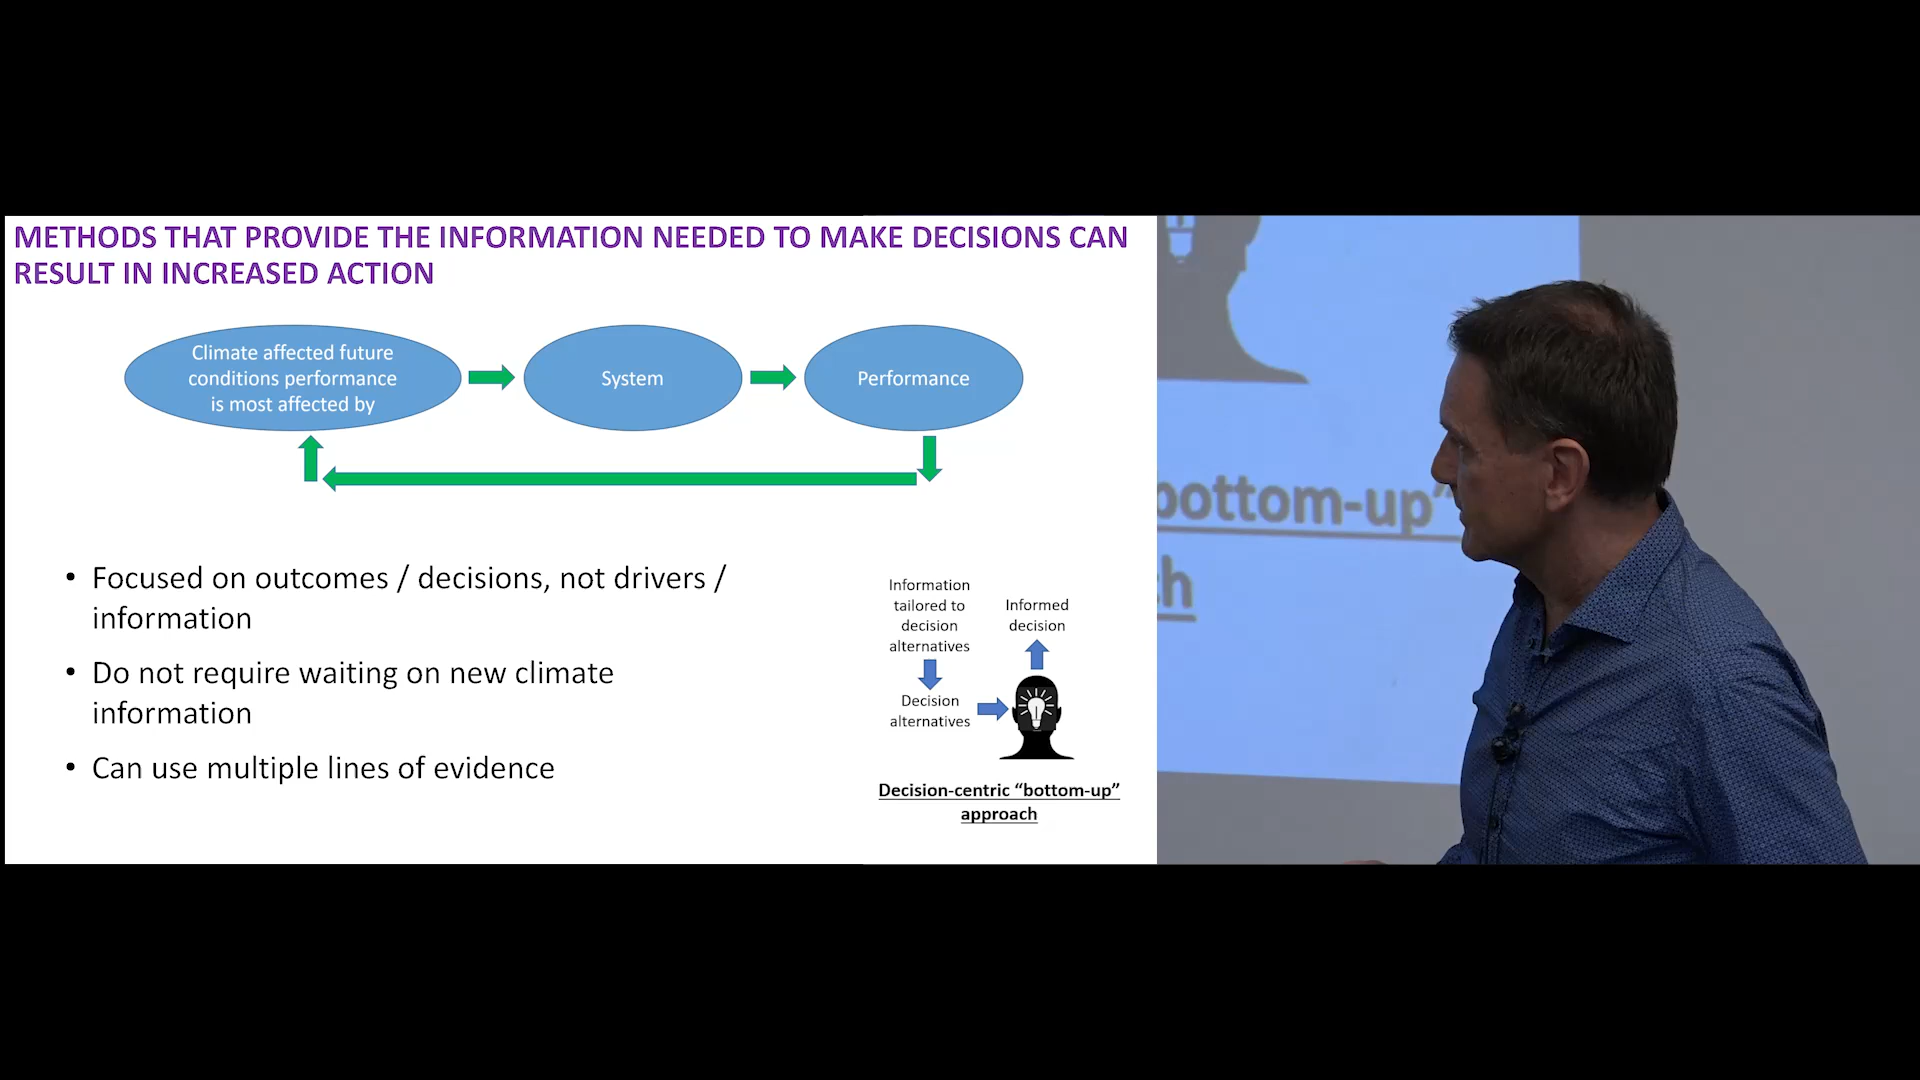 METHODS THAT PROVIDE THE INFORMATION NEEDED TO MAKE DECISIONS CAN
RESULT IN INCREASED ACTION
Climate affected future
conditions performance
is most affected by
System
Performance
• Focused on outcomes / decisions, not drivers /
information
• Do not require waiting on new climate
information
• Can use multiple lines of evidence
Information
tailored to
decision
alternatives
Informed
decision
Decision
alternatives
Decision-centric “bottom-up”
approach
bottom-up”